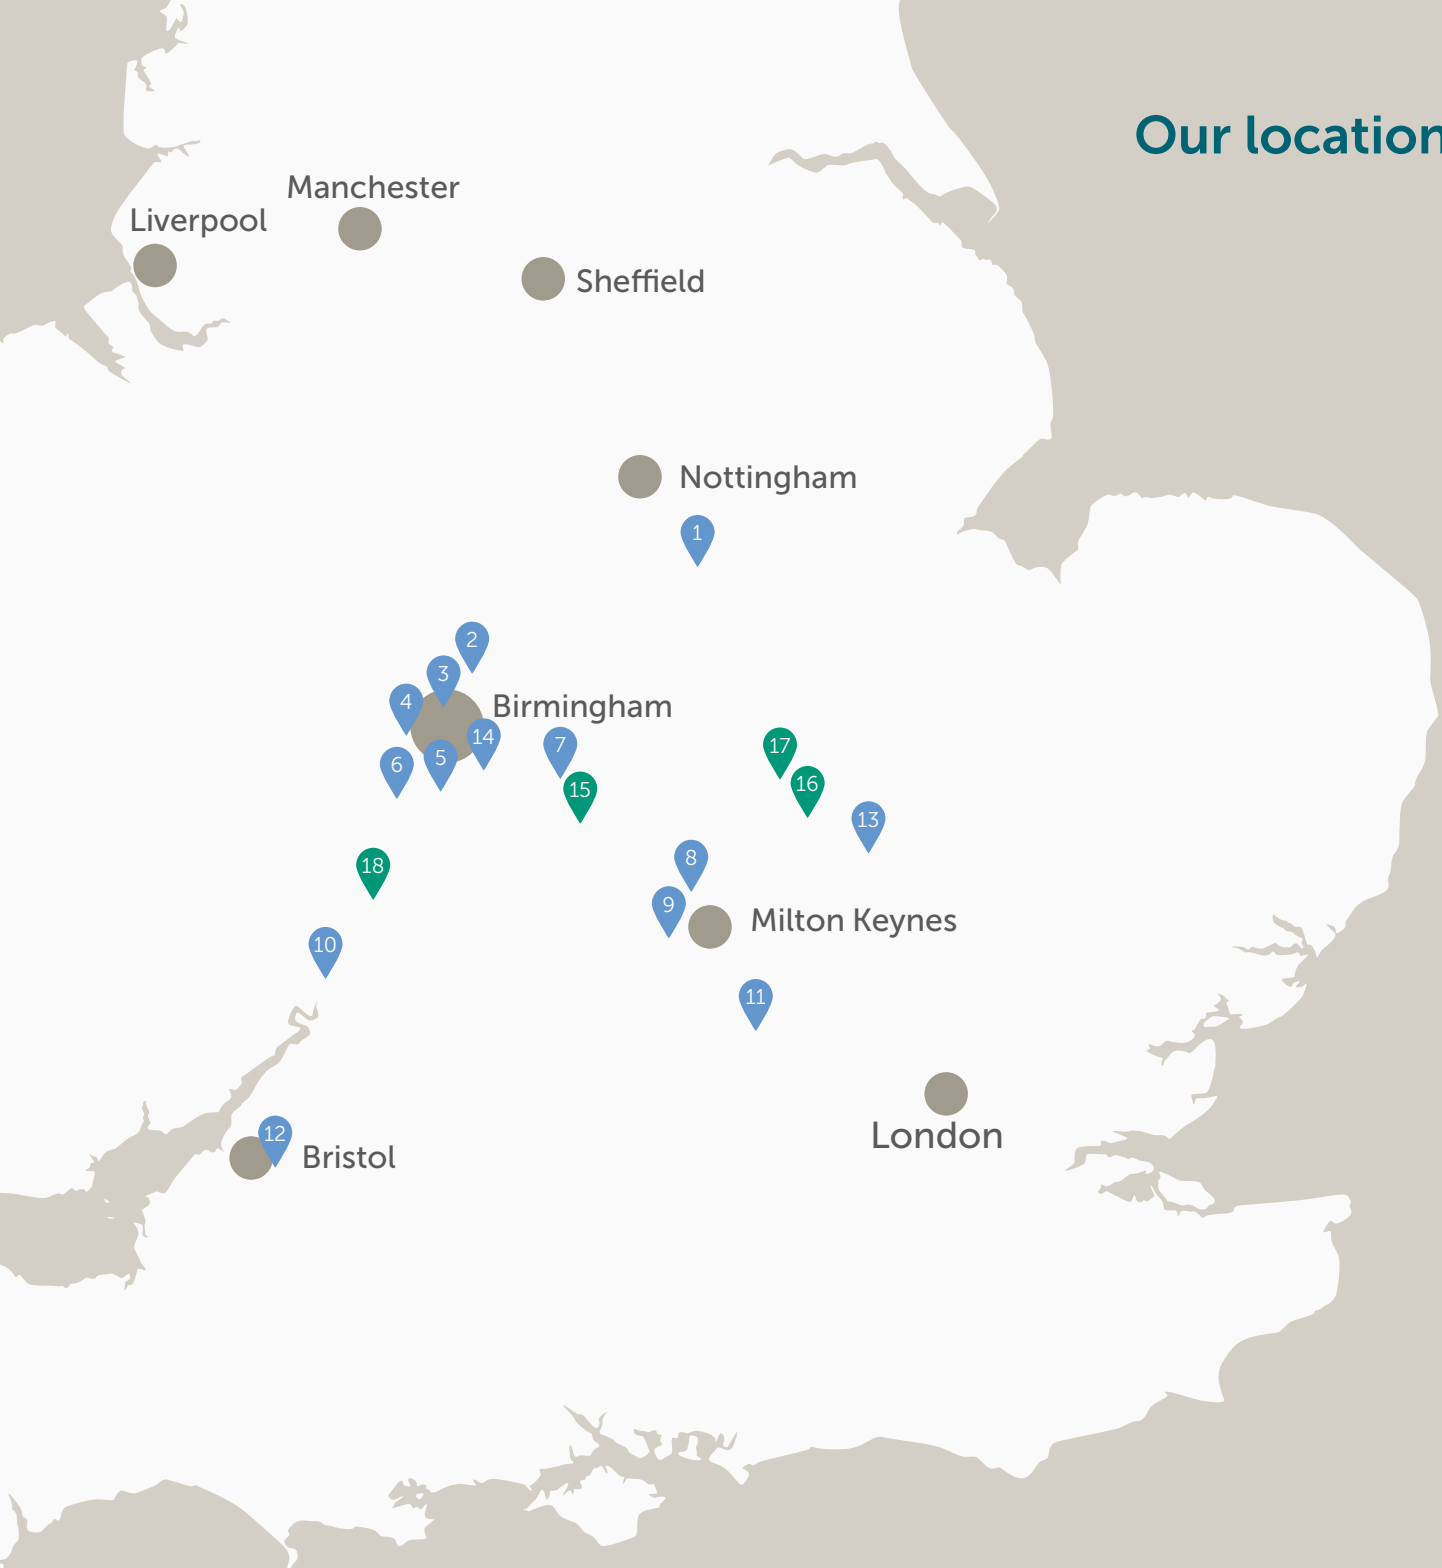 Our location
Manchester
Liverpool
Sheffield
Nottingham
1
2
3
4
Birmingham
14
7
17
5
6
15
16
13
8
18
9
Milton Keynes
10
11
London
12
Bristol